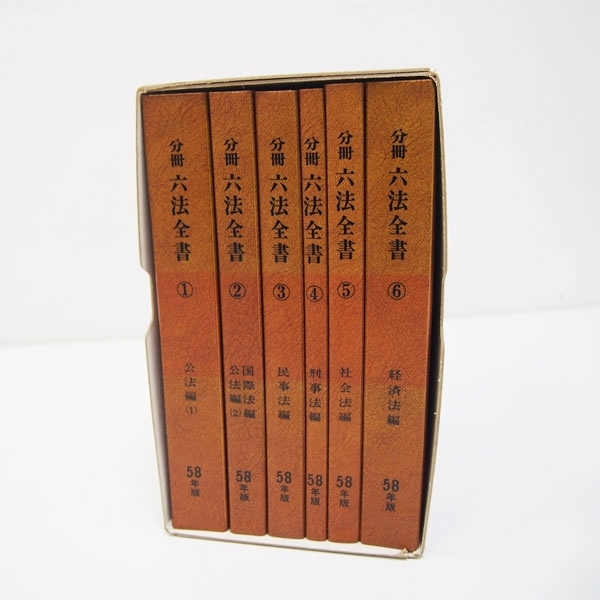 分冊 六法全書
①
公法編(1)
58年版
分冊 六法全書
②
国際法編
公法編(2)
58年版
分冊 六法全書
③
民事法編
58年版
分冊 六法全書
④
刑事法編
58年版
分冊 六法全書
⑤
社会法編
58年版
分冊 六法全書
⑥
経済法編
58年版